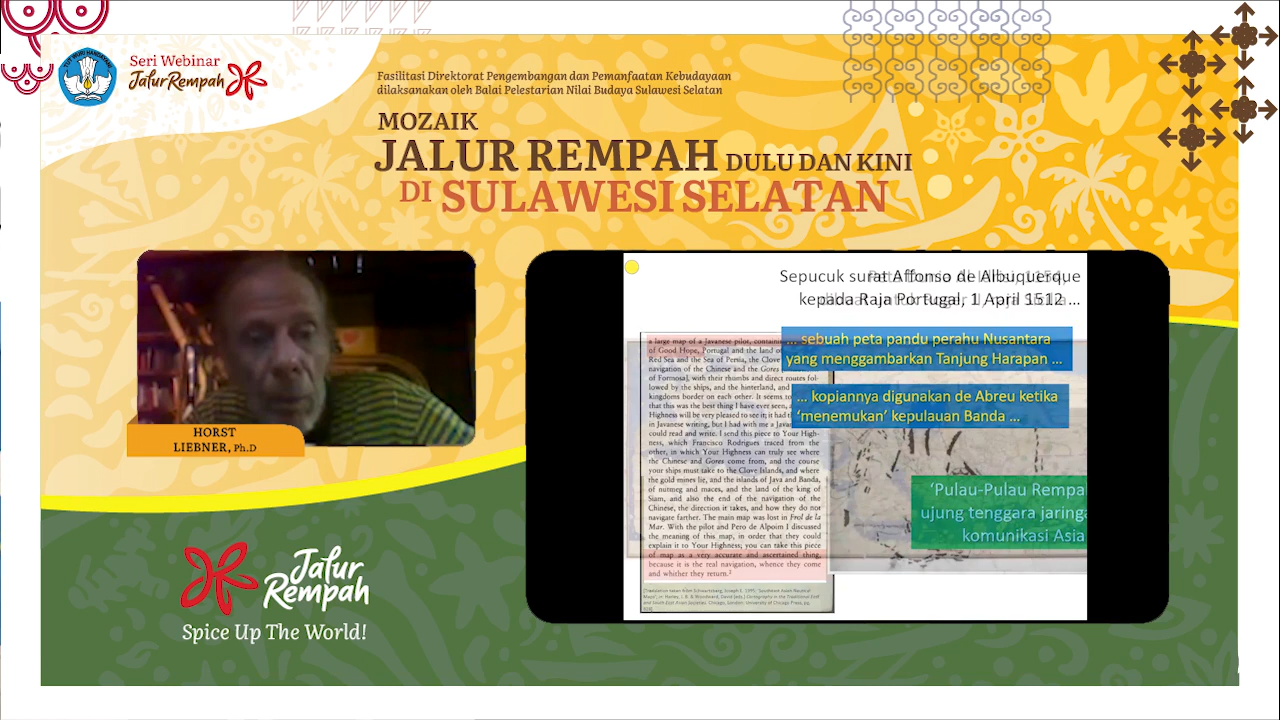 TUT WURI HANDAYANI
Seri Webinar
Jalur Rempah
Fasilitasi Direktorat Pengembangan dan Pemanfaatan Kebudayaan
dilaksanakan oleh Balai Pelestarian Nilai Budaya Sulawesi Selatan
MOZAIK
JALUR REMPAH DULU DAN KINI
DI SULAWESI SELATAN
HORST
LIEBNER, Ph.D
Jalur
Rempah
Spice Up The World!
Sepucuk surat Affonso de Albuquerque
kepada Raja Portugal, 1 April 1512 ...
... sebuah peta pandu perahu Nusantara
yang menggambarkan Tanjung Harapan ...
... kopiannya digunakan de Abreu ketika
‘menemukan’ kepulauan Banda ...
‘Pulau-Pulau Rempa
ujung tenggara jaringa
komunikasi Asia
a large map of a Javanese pilot, contain
of Good Hope, Portugal and the land of
Red Sea and the Sea of Persia, the Clove
navigation of the Chinese and the Gores
of Formosa], with their rhumbs and direct routes fol-
lowed by the ships, and the hinterland, and
kingdoms border on each other. It seems to
that this was the best thing I have ever seen, a
Highness will be very pleased to see it; it had t
in Javanese writing, but I had with me a Javan
could read and write. I send this piece to Your High-
ness, which Francisco Rodrigues traced from the
other, in which Your Highness can truly see where
the Chinese and Gores come from, and the course
your ships must take to the Clove Islands, and where
the gold mines lie, and the islands of Java and Banda,
of nutmeg and maces, and the land of the king of
Siam, and also the end of the navigation of the
Chinese, the direction it takes, and how they do not
navigate farther. The main map was lost in Frol de la
Mar. With the pilot and Pero de Alpoim I discussed
the meaning of this map, in order that they could
explain it to Your Highness; you can take this piece
of map as a very accurate and ascertained thing,
because it is the real navigation, whence they come
and whither they return.²